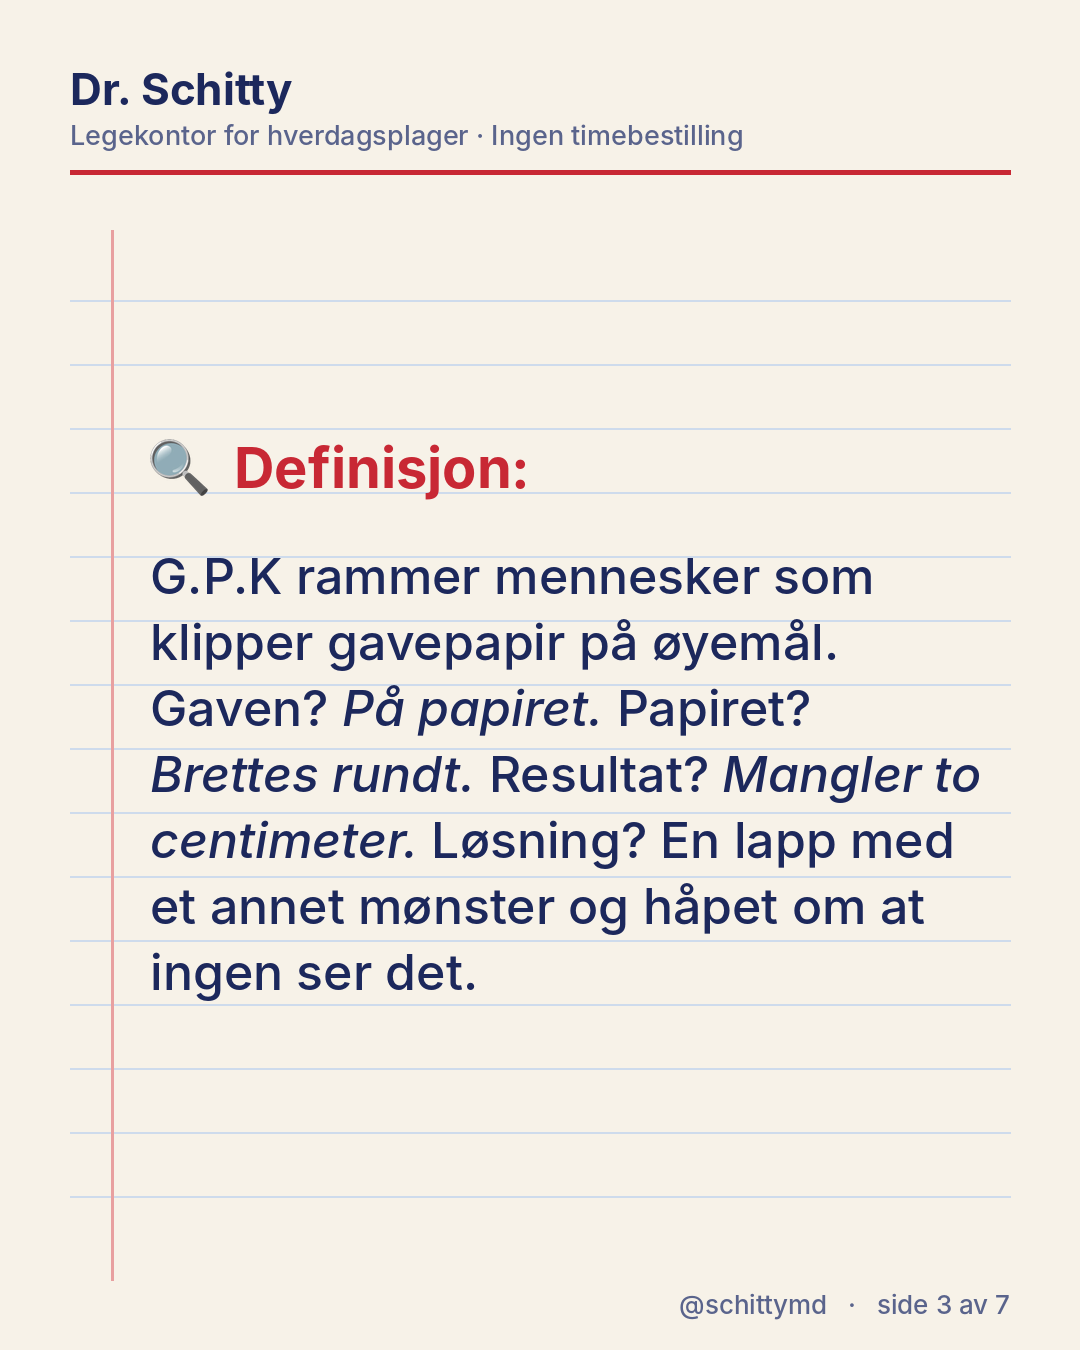 Dr. Schitty
Legekontor for hverdagsplager · Ingen timebestilling
🔍 Definisjon:
G.P.K rammer mennesker som
klipper gavepapir på øyemål.
Gaven? På papiret. Papiret?
Brettes rundt. Resultat? Mangler to
centimeter. Løsning? En lapp med
et annet mønster og håpet om at
ingen ser det.
@schittymd · side 3 av 7